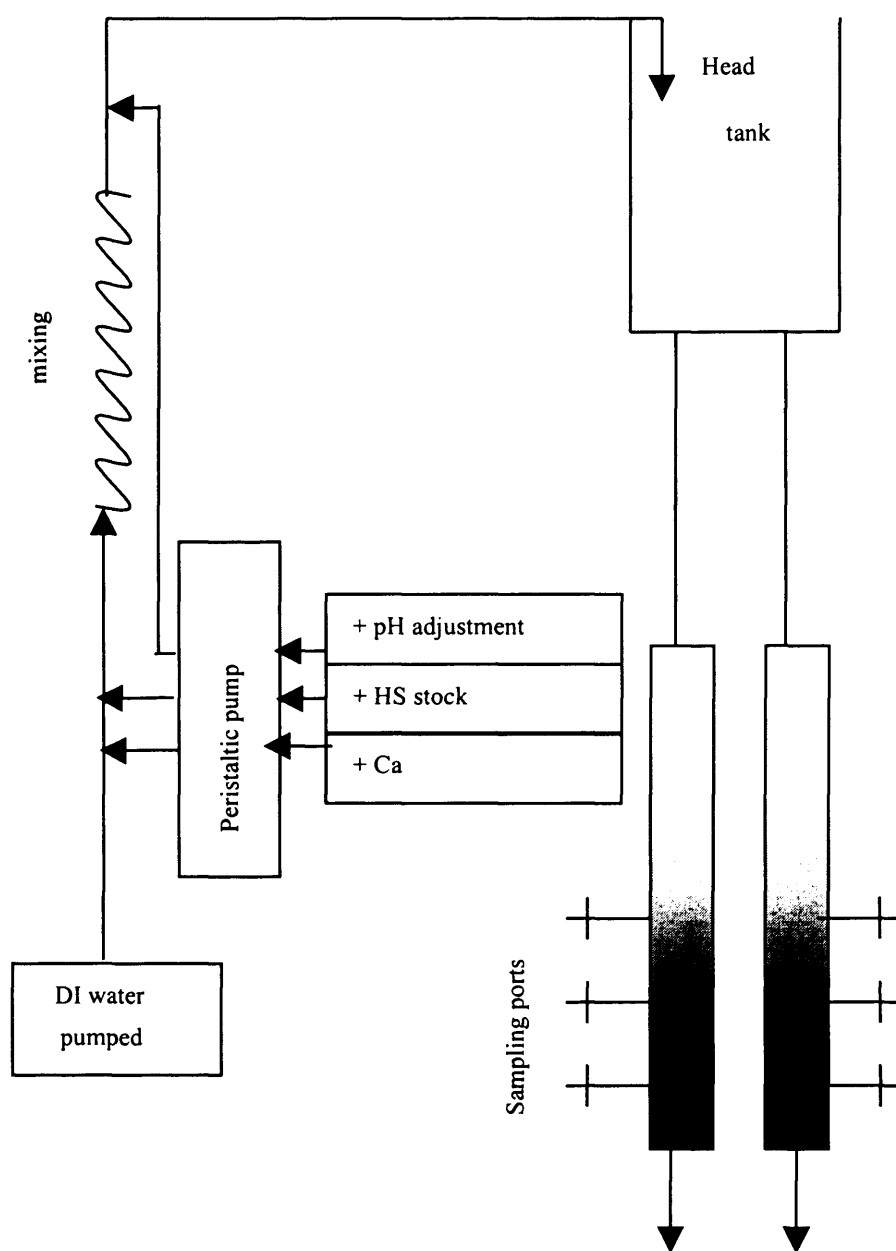 Head
tank
mixing
+ pH adjustment
+ HS stock
+ Ca
Peristaltic pump
DI water
pumped
Sampling ports